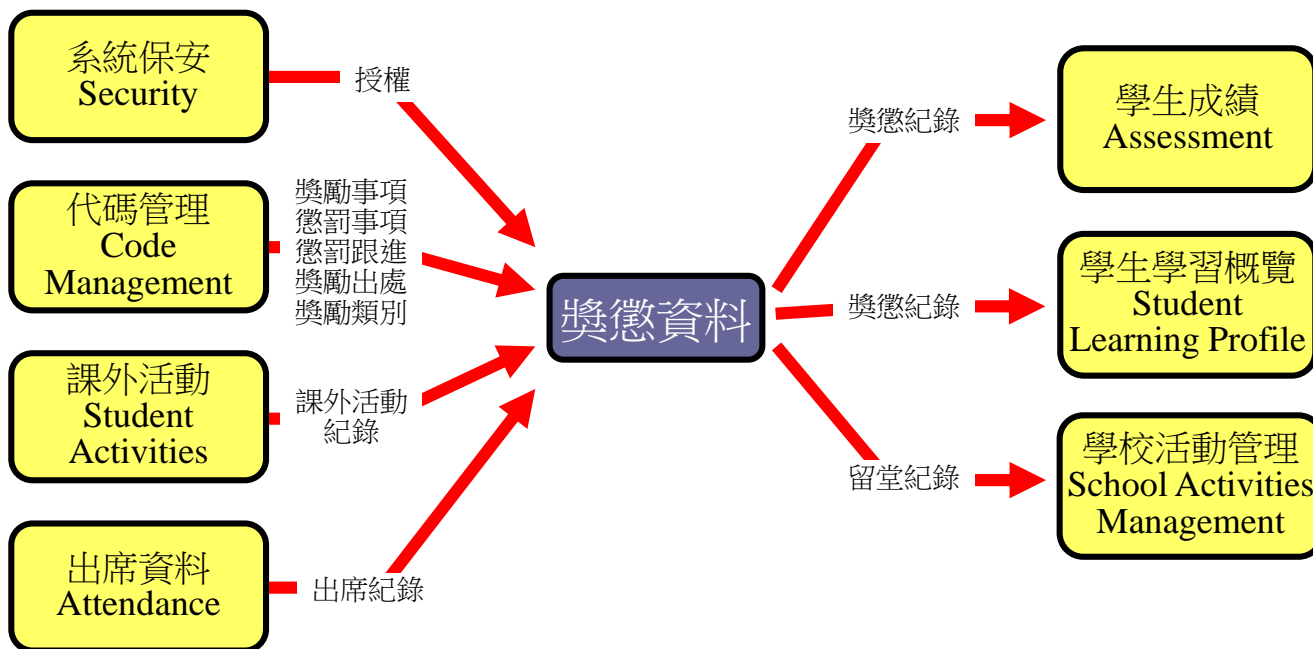 系統保安
Security
授權
代碼管理
Code
Management
獎勵事項
懲罰事項
懲罰跟進
獎勵出處
獎勵類別
課外活動
Student
Activities
課外活動
紀錄
出席資料
Attendance
出席紀錄
獎懲資料
獎懲紀錄
學生成績
Assessment
獎懲紀錄
學生學習概覽
Student
Learning Profile
留堂紀錄
學校活動管理
School Activities
Management